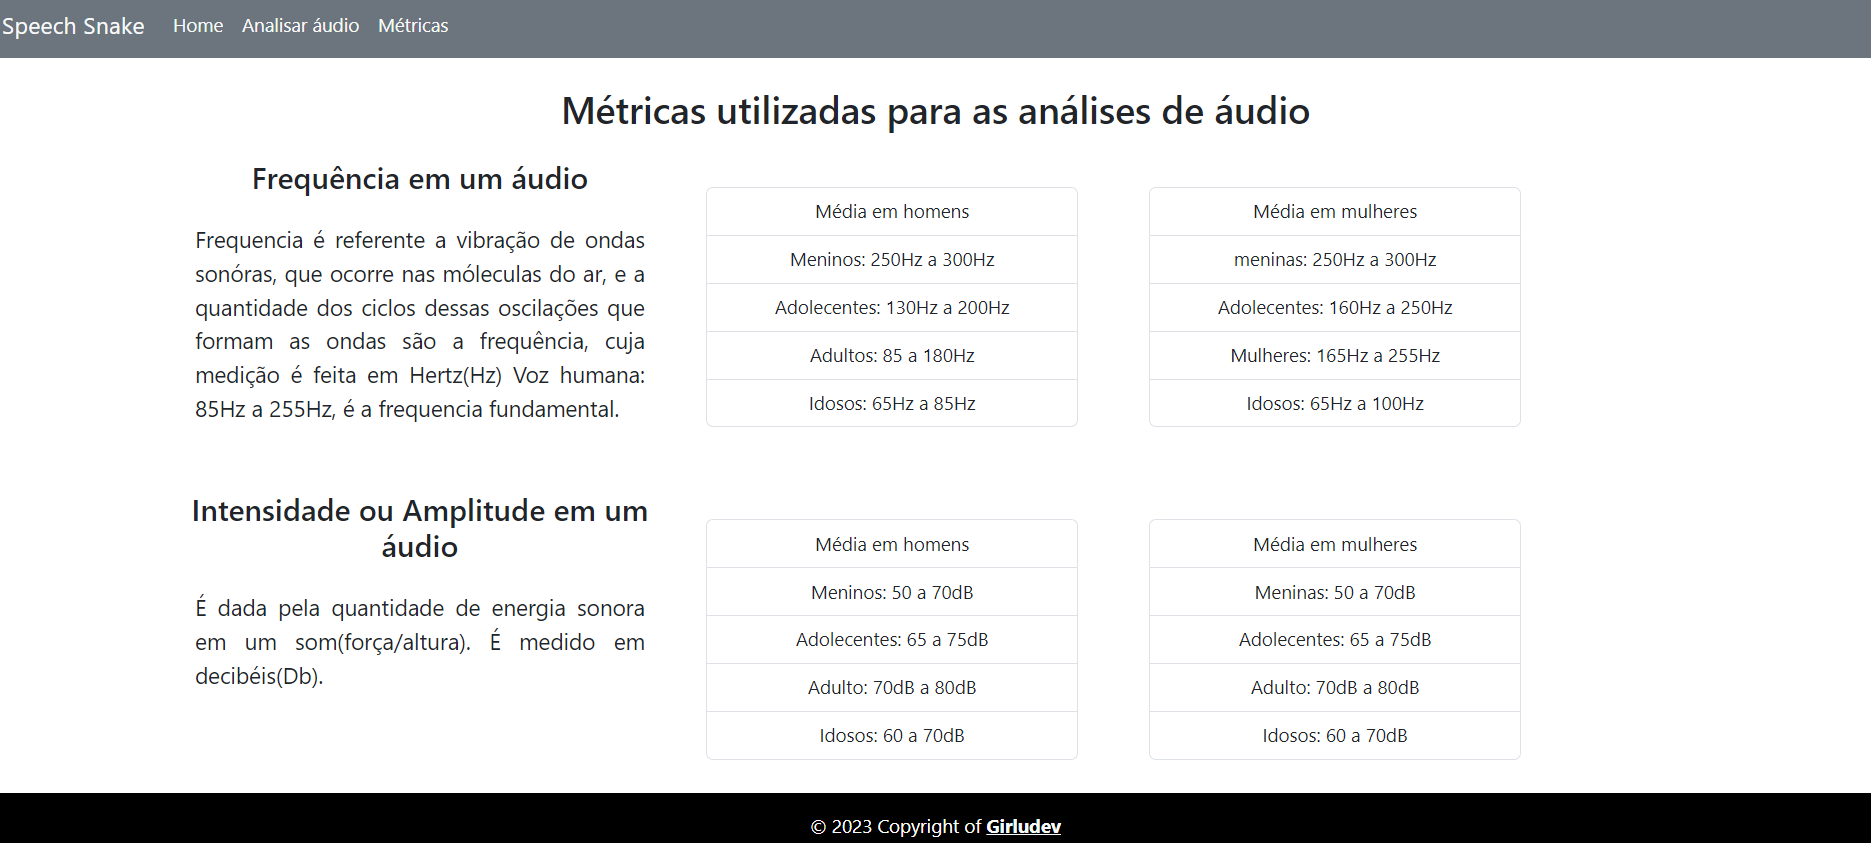 Speech Snake Home Analisar áudio Métricas
Métricas utilizadas para as análises de áudio
Frequência em um áudio
Frequencia é referente a vibração de ondas
sonóras, que ocorre nas móleculas do ar, e a
quantidade dos ciclos dessas oscilações que
formam as ondas são a frequência, cuja
medição é feita em Hertz(Hz) Voz humana:
85Hz a 255Hz, é a frequencia fundamental.
Média em homens
Meninos: 250Hz a 300Hz
Adolecentes: 130Hz a 200Hz
Adultos: 85 a 180Hz
Idosos: 65Hz a 85Hz
Média em mulheres
meninas: 250Hz a 300Hz
Adolecentes: 160Hz a 250Hz
Mulheres: 165Hz a 255Hz
Idosos: 65Hz a 100Hz
Intensidade ou Amplitude em um
áudio
É dada pela quantidade de energia sonora
em um som(força/altura). É medido em
decibéis(Db).
Média em homens
Meninos: 50 a 70dB
Adolecentes: 65 a 75dB
Adulto: 70dB a 80dB
Idosos: 60 a 70dB
Média em mulheres
Meninas: 50 a 70dB
Adolecentes: 65 a 75dB
Adulto: 70dB a 80dB
Idosos: 60 a 70dB
© 2023 Copyright of Girludev